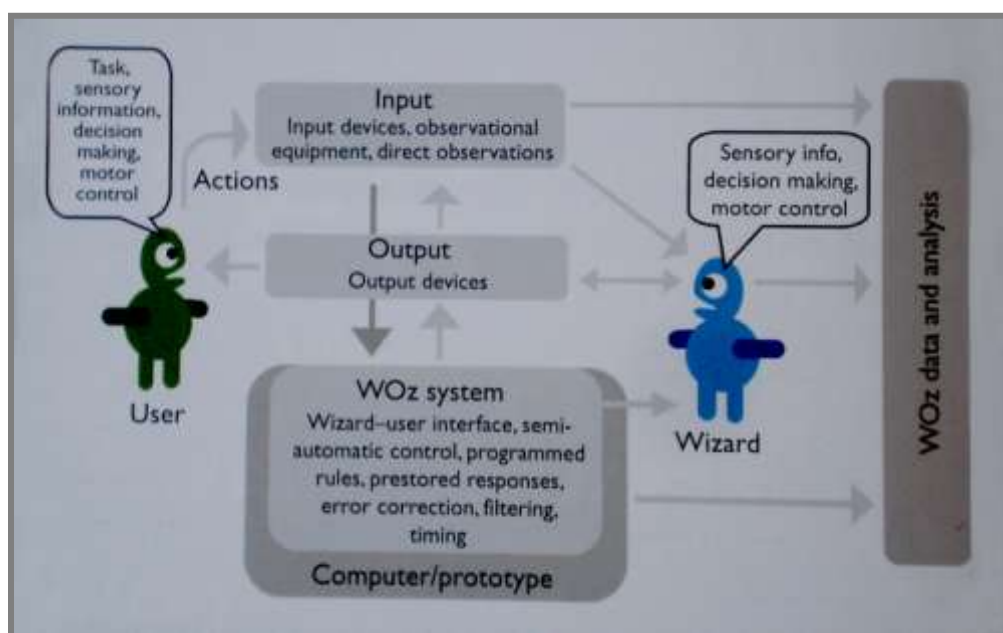 Task,
sensory
information,
decision
making,
motor
control
Actions
User
Input
Input devices, observational
equipment, direct observations
Output
Output devices
WOz system
Wizard–user interface, semi-
automatic control, programmed
rules, prestored responses,
error correction, filtering,
timing
Computer/prototype
Sensory info,
decision making,
motor control
Wizard
WOz data and analysis